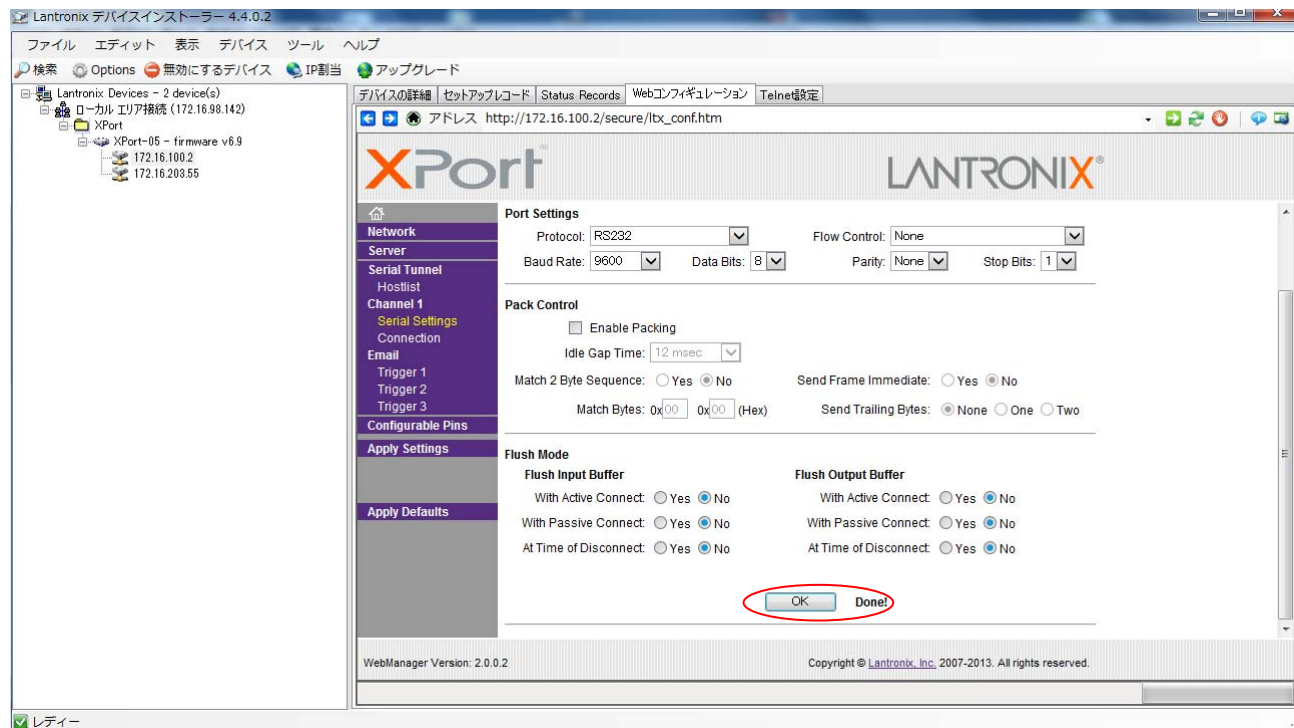 Lantronix デバイスインストーラー 4.4.0.2
ファイル エディット 表示 デバイス ツール ヘルプ
検索 Options 無効にするデバイス IP割当 アップグレード
Lantronix Devices - 2 device(s)
ローカル エリア接続 (172.16.98.142)
XPort
XPort-05 - firmware v6.9
172.16.100.2
172.16.203.55
デバイスの詳細 セットアップレコード Status Records Webコンフィギュレーション Telnet設定
アドレス http://172.16.100.2/secure/ltx_conf.htm
XPort™ LANTRONIX®
Network
Server
Serial Tunnel
Hostlist
Channel 1
Serial Settings
Connection
Email
Trigger 1
Trigger 2
Trigger 3
Configurable Pins
Apply Settings
Apply Defaults
Port Settings
Protocol: RS232 Flow Control: None
Baud Rate: 9600 Data Bits: 8 Parity: None Stop Bits: 1
Pack Control
Enable Packing
Idle Gap Time: 12 msec
Match 2 Byte Sequence: Yes No Send Frame Immediate: Yes No
Match Bytes: 0x00 0x00 (Hex) Send Trailing Bytes: None One Two
Flush Mode
Flush Input Buffer Flush Output Buffer
With Active Connect: Yes No With Active Connect: Yes No
With Passive Connect: Yes No With Passive Connect: Yes No
At Time of Disconnect: Yes No At Time of Disconnect: Yes No
OK Done!
WebManager Version: 2.0.0.2 Copyright © Lantronix, Inc. 2007-2013. All rights reserved.
レディー